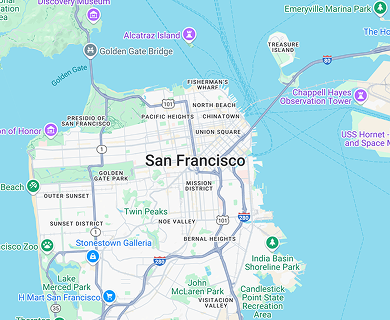 Discovery Museum
Emeryville Marina Park
Alcatraz Island
The Ho
Golden Gate Bridge
TREASURE
ISLAND
80
Golden Gate
FISHERMAN'S
WHARF
Chappell Hayes
Observation Tower
101
NORTH BEACH
PACIFIC HEIGHTS
CHINATOWN
PRESIDIO OF
SAN FRANCISCO
UNION SQUARE
on of Honor
USS Hornet -
and Space M
1
San Francisco
GOLDEN
GATE PARK
Beach
MISSION
DISTRICT
OUTER SUNSET
Twin Peaks
101
280
SUNSET DISTRICT
NOE VALLEY
Stonestown Galleria
BERNAL HEIGHTS
cisco Zoo
India Basin
Shoreline Park
280
Lake
Merced Park
John
McLaren Park
Candlestick
Point State
Recreation
Area
H Mart San Francisco
VISITACION
VALLEY
1